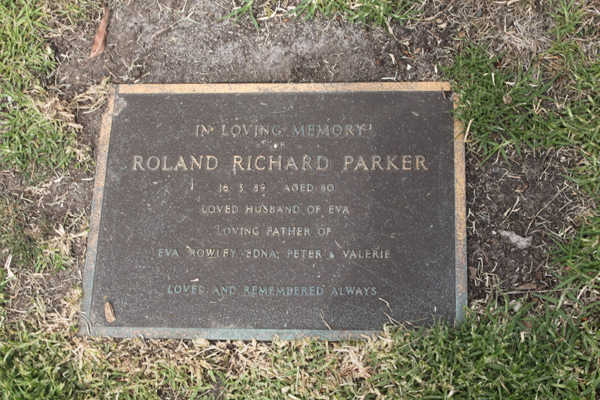 IN LOVING MEMORY
OF
ROLAND RICHARD PARKER
16 · 3 · 89 AGED 80
LOVED HUSBAND OF EVA
LOVING FATHER OF
EVA, ROWLEY, EDNA, PETER & VALERIE
LOVED AND REMEMBERED ALWAYS